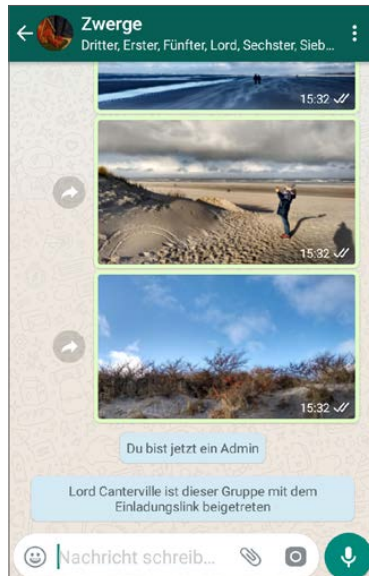 Zwerge
Dritter, Erster, Fünfter, Lord, Sechster, Sieb...
15:32
15:32
15:32
Du bist jetzt ein Admin
Lord Canterville ist dieser Gruppe mit dem
Einladungslink beigetreten
Nachricht schreib...